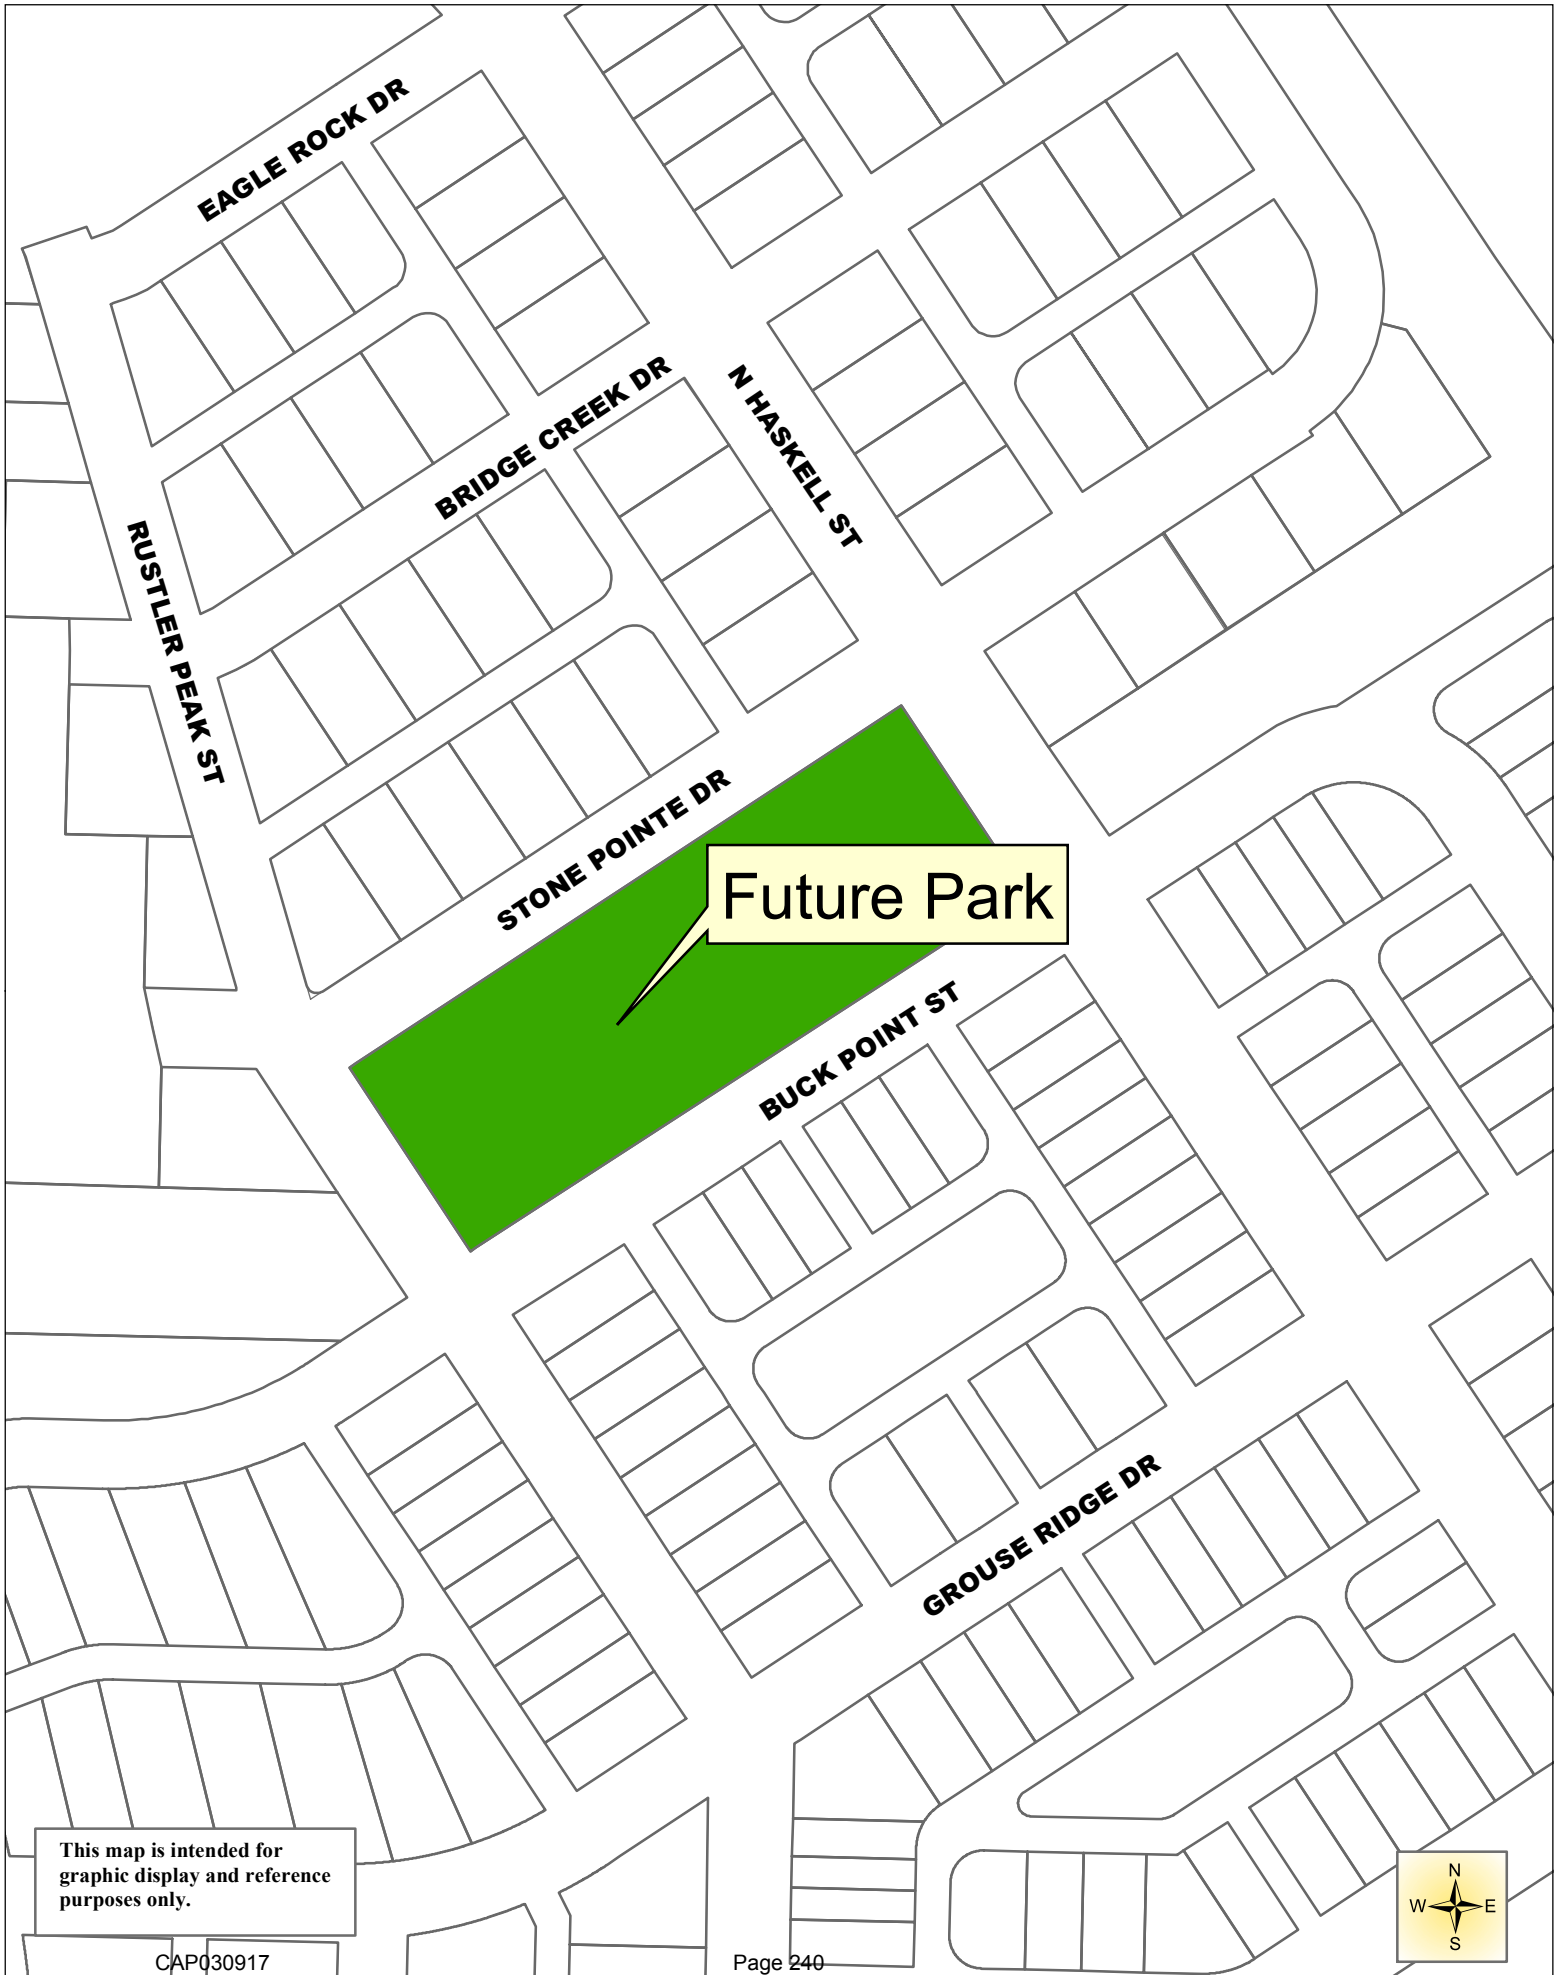 EAGLE ROCK DR
BRIDGE CREEK DR
N HASKELL ST
RUSTLER PEAK ST
STONE POINTE DR
Future Park
BUCK POINT ST
GROUSE RIDGE DR
This map is intended for
graphic display and reference
purposes only.
N
W E
S
CAP030917
Page 240